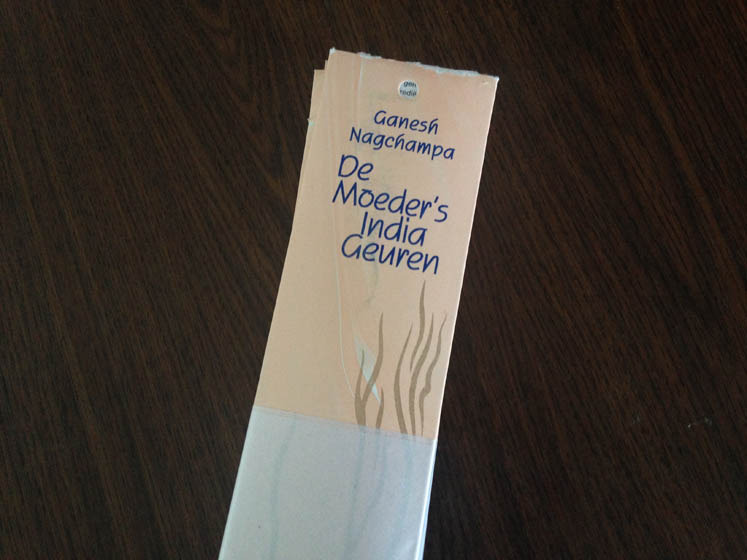 Ganesh
Nagchampa
De
Moeder's
India
Geuren